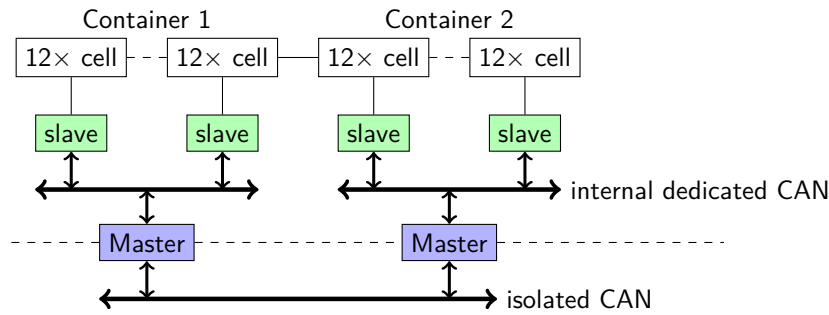 Container 1
Container 2
12× cell
12× cell
12× cell
12× cell
slave
slave
slave
slave
internal dedicated CAN
Master
Master
isolated CAN